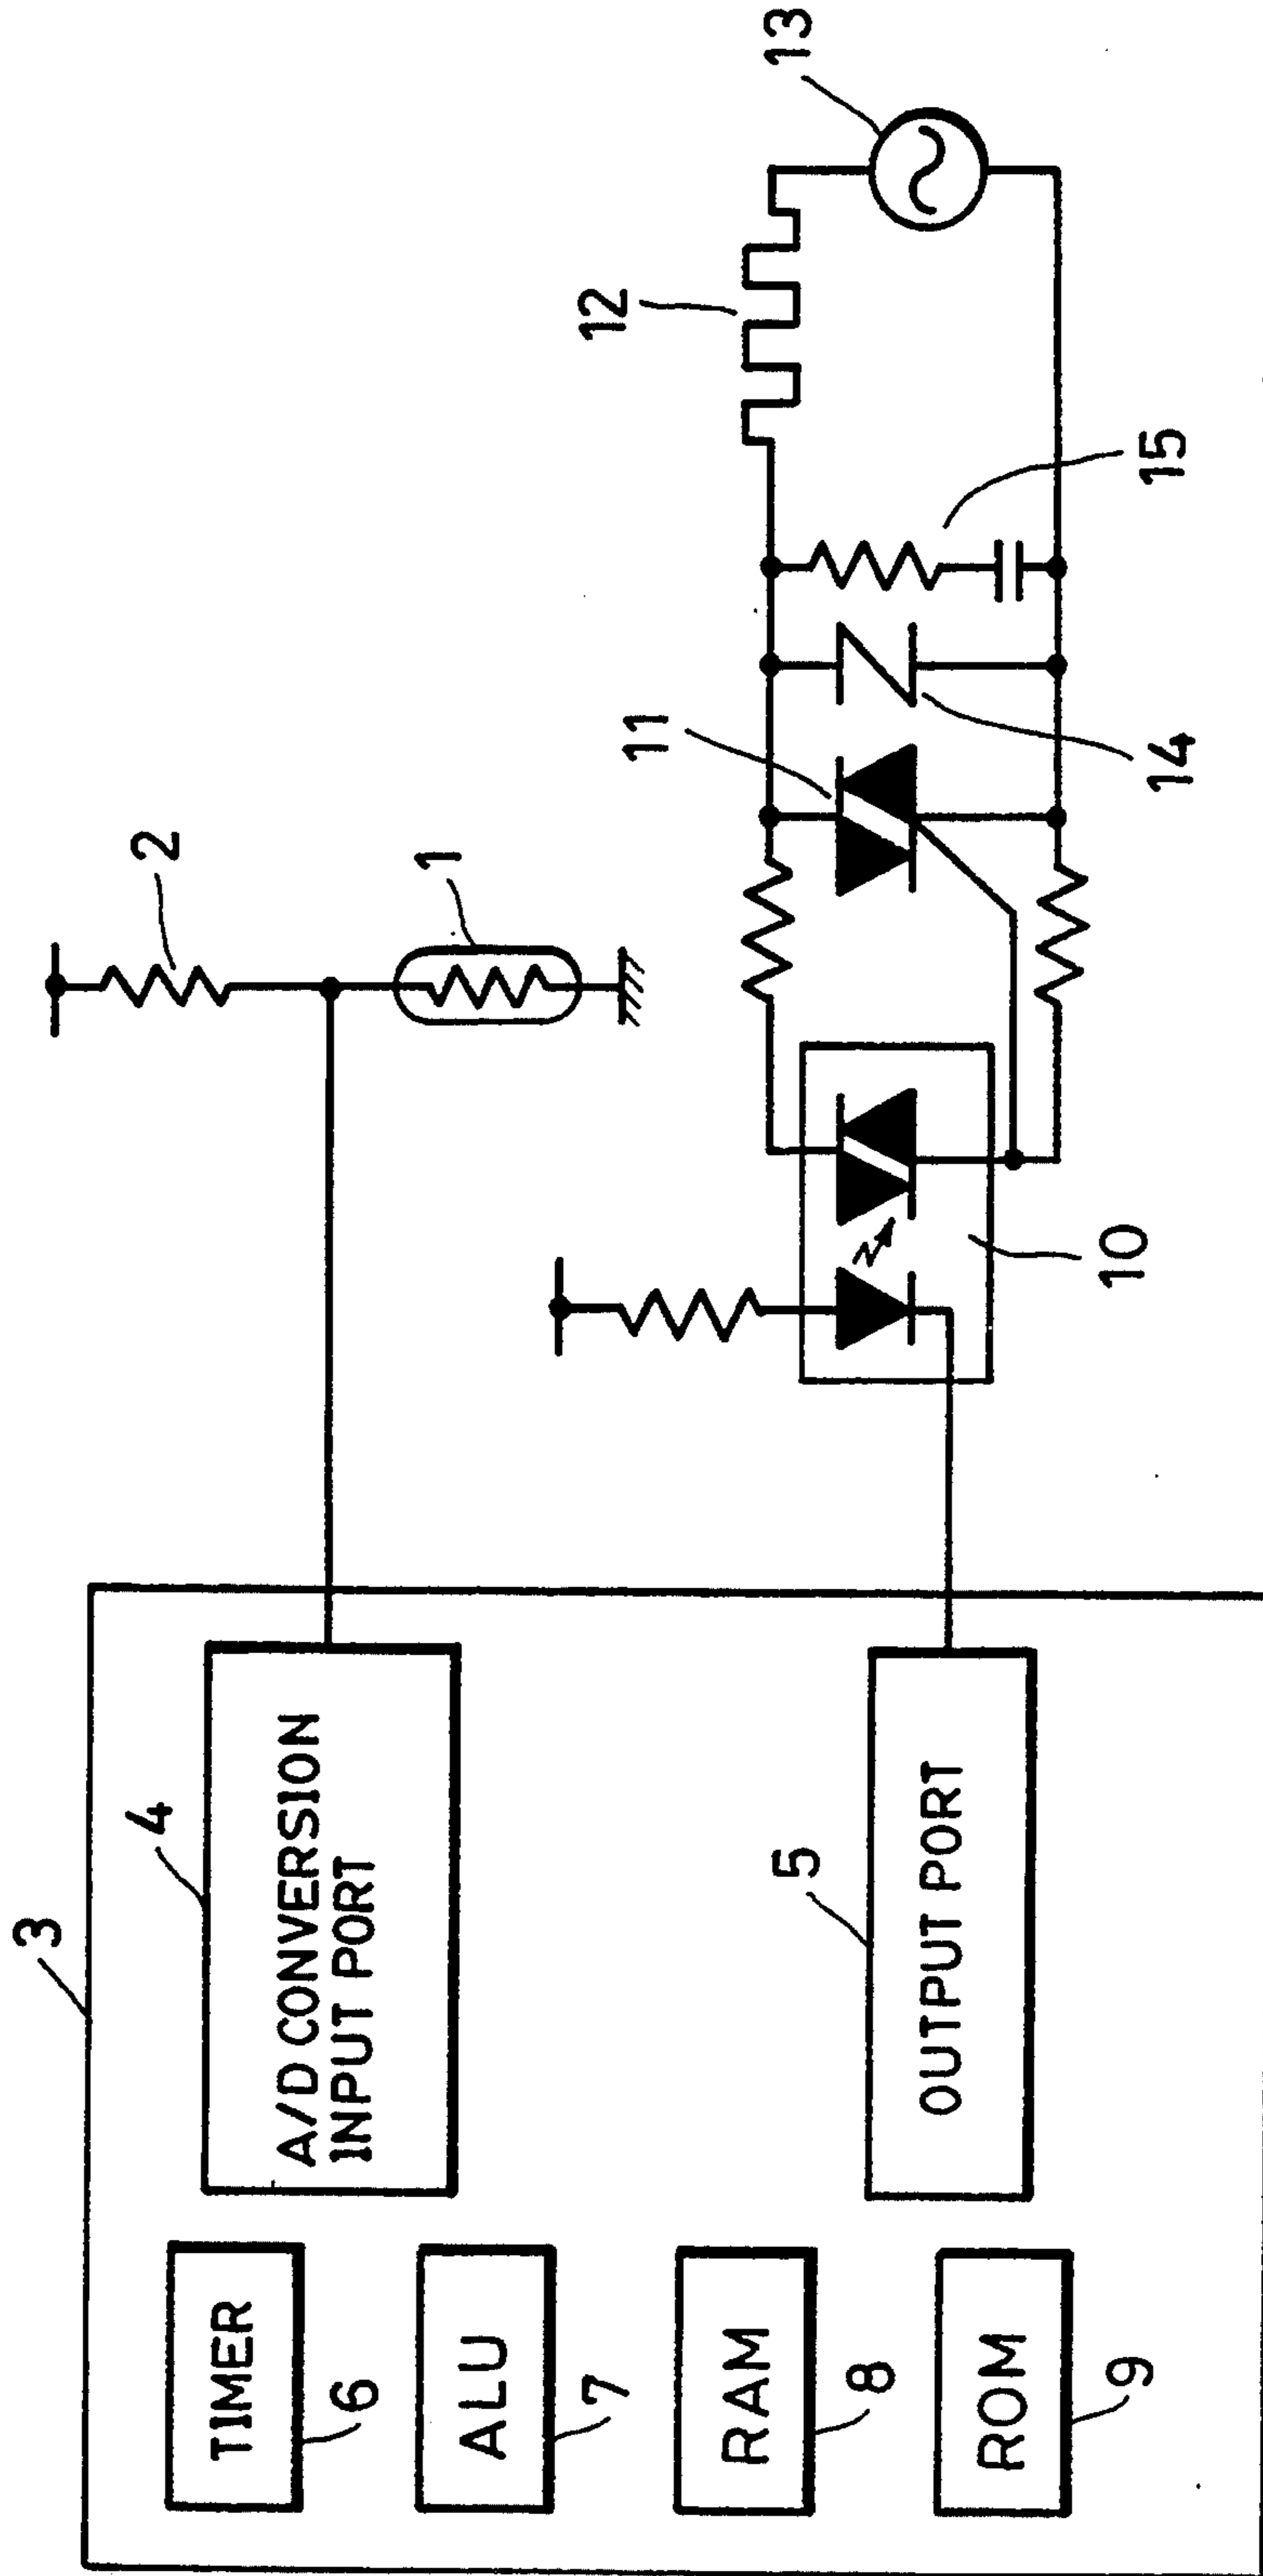 3
4
A/D CONVERSION
INPUT PORT
TIMER
6
ALU
7
RAM
8
ROM
9
5
OUTPUT PORT
2
1
10
11
12
13
14
15